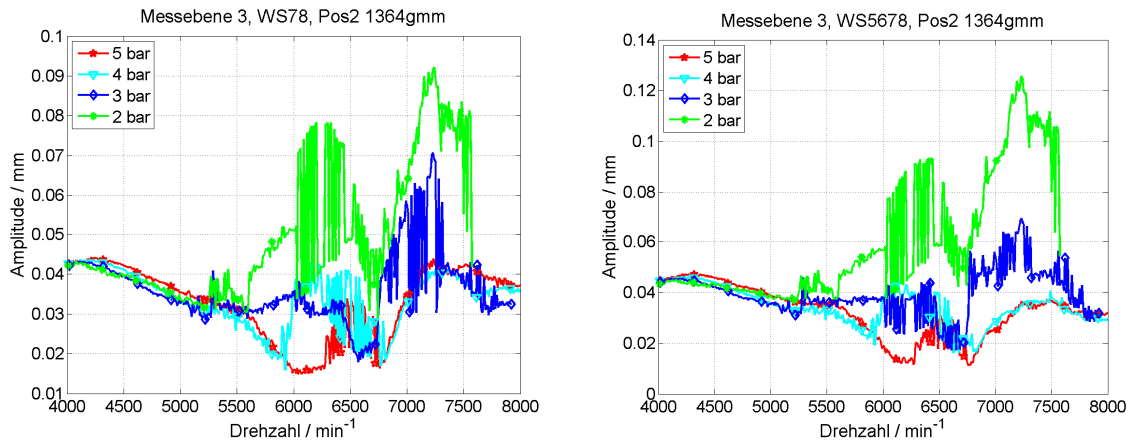 Messebene 3, WS78, Pos2 1364gmm
0.1
0.09
0.08
0.07
0.06
0.05
0.04
0.03
0.02
0.01
Amplitude / mm
5 bar
4 bar
3 bar
2 bar
4000 4500 5000 5500 6000 6500 7000 7500 8000
Drehzahl / min⁻¹
Messebene 3, WS5678, Pos2 1364gmm
0.14
0.12
0.1
0.08
0.06
0.04
0.02
0
Amplitude / mm
5 bar
4 bar
3 bar
2 bar
4000 4500 5000 5500 6000 6500 7000 7500 8000
Drehzahl / min⁻¹